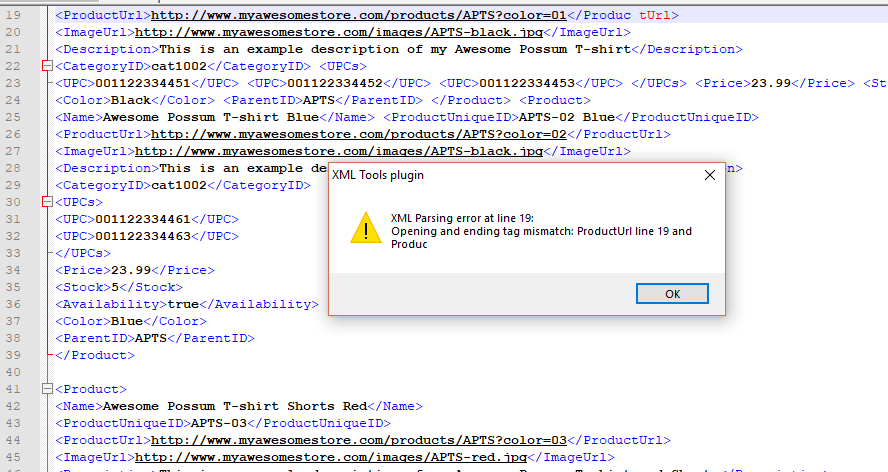 19 <ProductUrl>http://www.myawesomestore.com/products/APTS?color=01</Produc tUrl>
20 <ImageUrl>http://www.myawesomestore.com/images/APTS-black.jpg</ImageUrl>
21 <Description>This is an example description of my Awesome Possum T-shirt</Description>
22 <CategoryID>cat1002</CategoryID> <UPCs>
23 <UPC>001122334451</UPC> <UPC>001122334452</UPC> <UPC>001122334453</UPC> </UPCs> <Price>23.99</Price> <St
24 <Color>Black</Color> <ParentID>APTS</ParentID> </Product> <Product>
25 <Name>Awesome Possum T-shirt Blue</Name> <ProductUniqueID>APTS-02 Blue</ProductUniqueID>
26 <ProductUrl>http://www.myawesomestore.com/products/APTS?color=02</ProductUrl>
27 <ImageUrl>http://www.myawesomestore.com/images/APTS-black.jpg</ImageUrl>
28 <Description>This is an example de n>
29 <CategoryID>cat1002</CategoryID>
30 <UPCs>
31 <UPC>001122334461</UPC>
32 <UPC>001122334463</UPC>
33 </UPCs>
34 <Price>23.99</Price>
35 <Stock>5</Stock>
36 <Availability>true</Availability>
37 <Color>Blue</Color>
38 <ParentID>APTS</ParentID>
39 </Product>
40
41 <Product>
42 <Name>Awesome Possum T-shirt Shorts Red</Name>
43 <ProductUniqueID>APTS-03</ProductUniqueID>
44 <ProductUrl>http://www.myawesomestore.com/products/APTS?color=03</ProductUrl>
45 <ImageUrl>http://www.myawesomestore.com/images/APTS-red.jpg</ImageUrl>
XML Tools plugin
XML Parsing error at line 19:
Opening and ending tag mismatch: ProductUrl line 19 and
Produc
OK